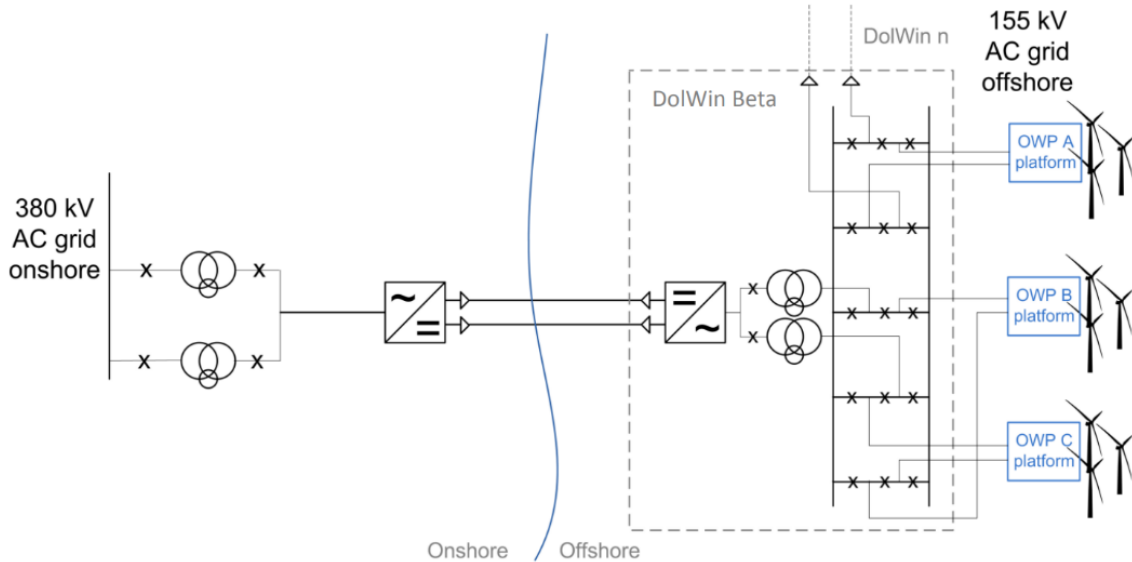 DolWin n
155 kV
AC grid
offshore
DolWin Beta
OWP A
platform
380 kV
AC grid
onshore
OWP B
platform
OWP C
platform
Onshore
Offshore